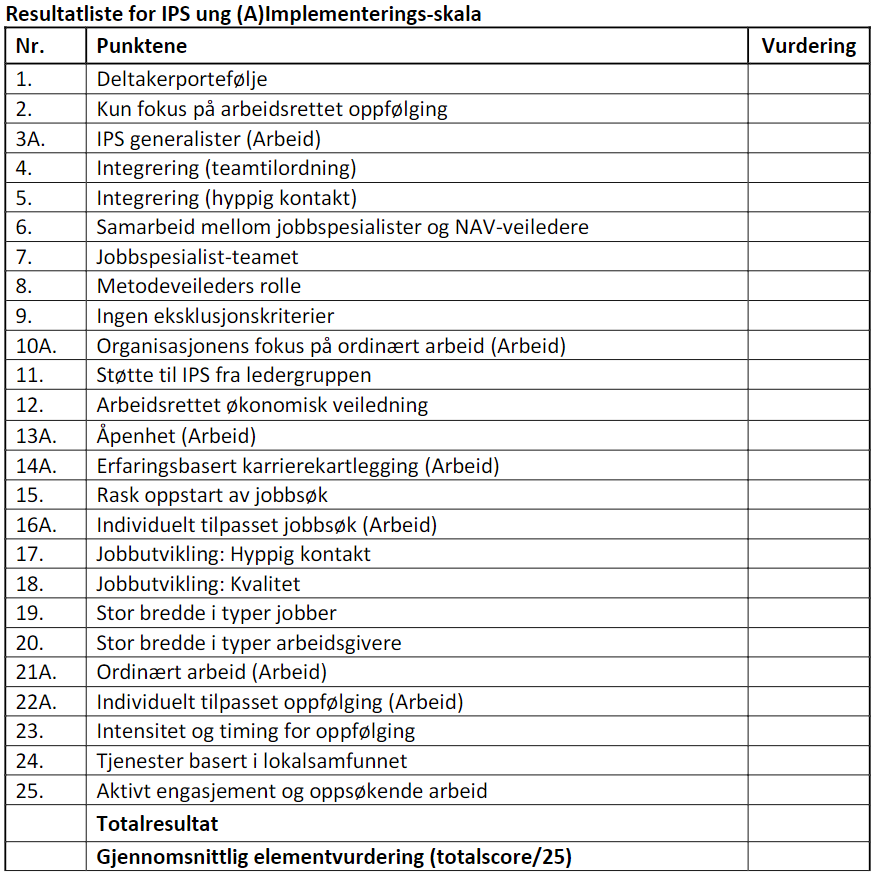 Resultatliste for IPS ung (A)Implementerings-skala
Nr. Punktene Vurdering
1. Deltakerportefølje
2. Kun fokus på arbeidsrettet oppfølging
3A. IPS generalister (Arbeid)
4. Integrering (teamtilordning)
5. Integrering (hyppig kontakt)
6. Samarbeid mellom jobbspesialister og NAV-veiledere
7. Jobbspesialist-teamet
8. Metodeveileders rolle
9. Ingen eksklusjonskriterier
10A. Organisasjonens fokus på ordinært arbeid (Arbeid)
11. Støtte til IPS fra ledergruppen
12. Arbeidsrettet økonomisk veiledning
13A. Åpenhet (Arbeid)
14A. Erfaringsbasert karrierekartlegging (Arbeid)
15. Rask oppstart av jobbsøk
16A. Individuelt tilpasset jobbsøk (Arbeid)
17. Jobbutvikling: Hyppig kontakt
18. Jobbutvikling: Kvalitet
19. Stor bredde i typer jobber
20. Stor bredde i typer arbeidsgivere
21A. Ordinært arbeid (Arbeid)
22A. Individuelt tilpasset oppfølging (Arbeid)
23. Intensitet og timing for oppfølging
24. Tjenester basert i lokalsamfunnet
25. Aktivt engasjement og oppsøkende arbeid
Totalresultat
Gjennomsnittlig elementvurdering (totalscore/25)